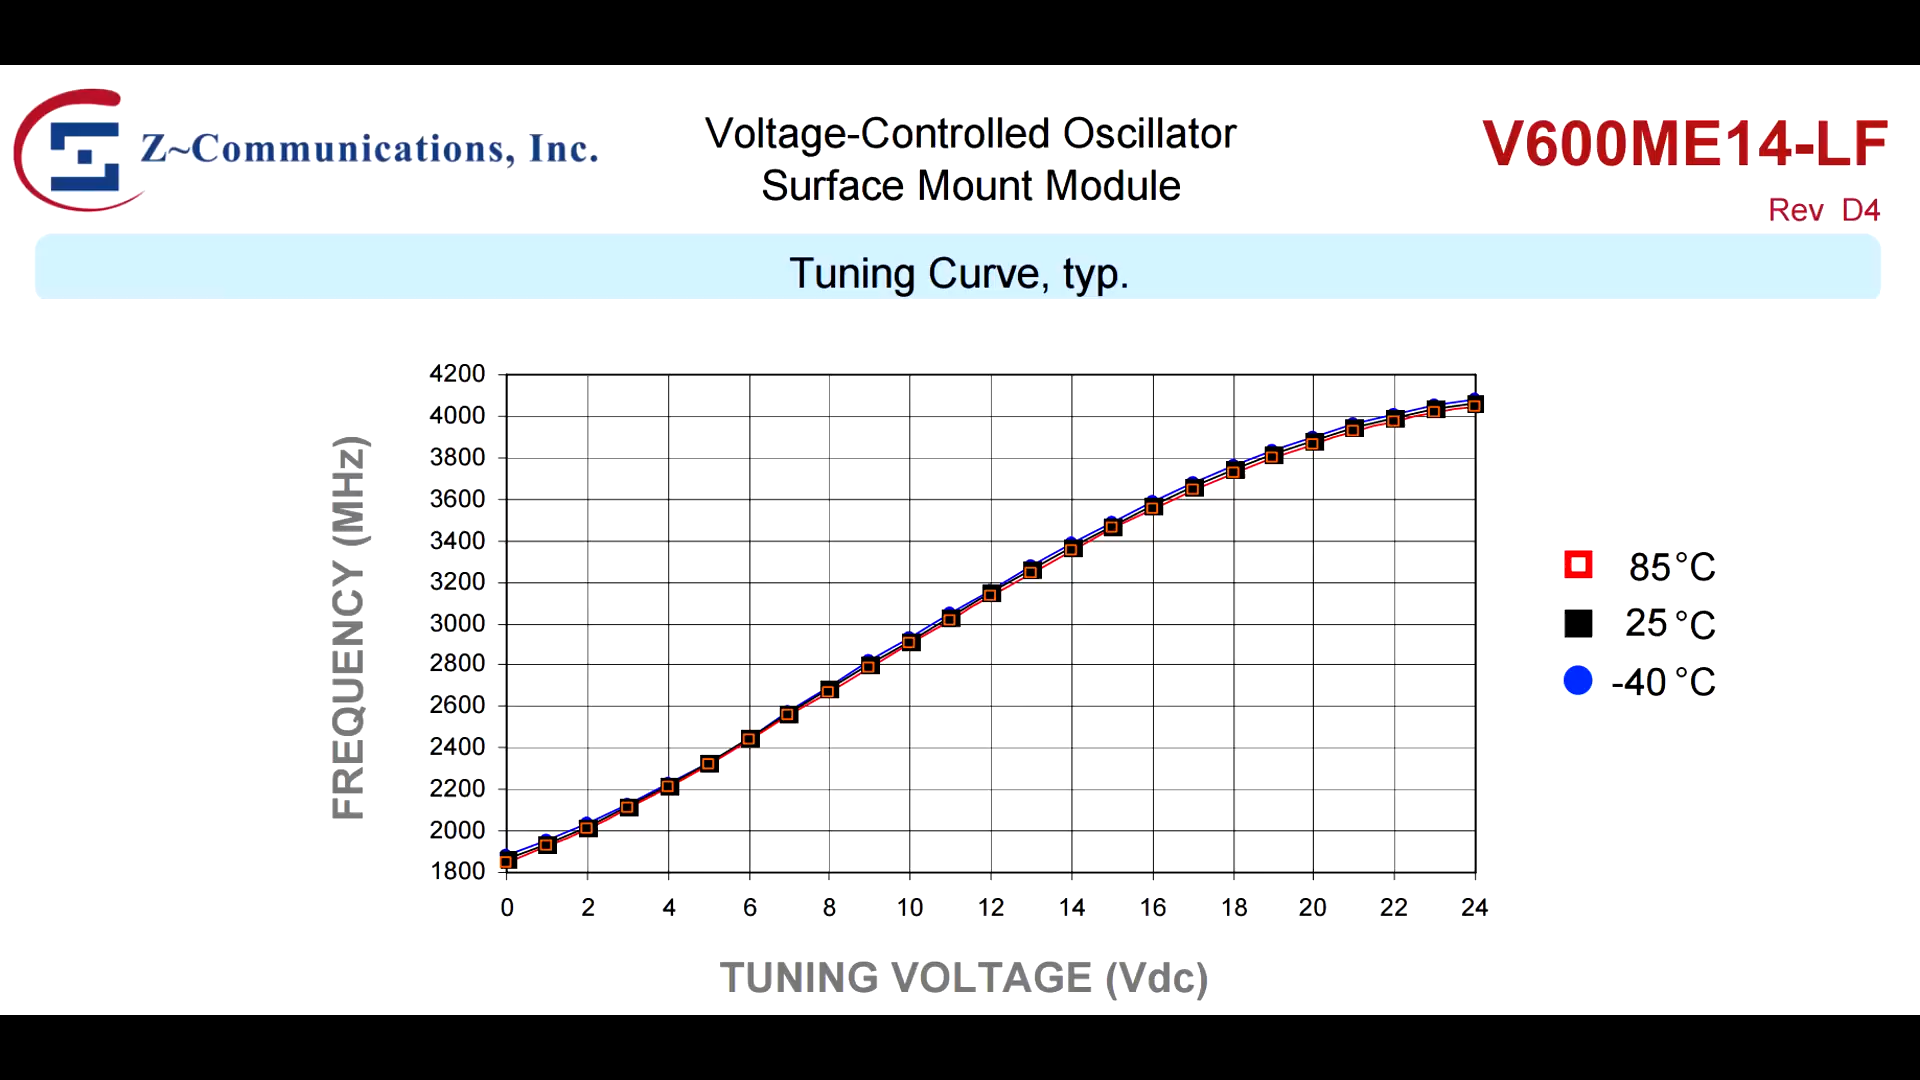 Z~Communications, Inc.
Voltage-Controlled Oscillator
Surface Mount Module
V600ME14-LF
Rev D4
Tuning Curve, typ.
FREQUENCY (MHz)
4200
4000
3800
3600
3400
3200
3000
2800
2600
2400
2200
2000
1800
0 2 4 6 8 10 12 14 16 18 20 22 24
TUNING VOLTAGE (Vdc)
85°C
25°C
-40°C